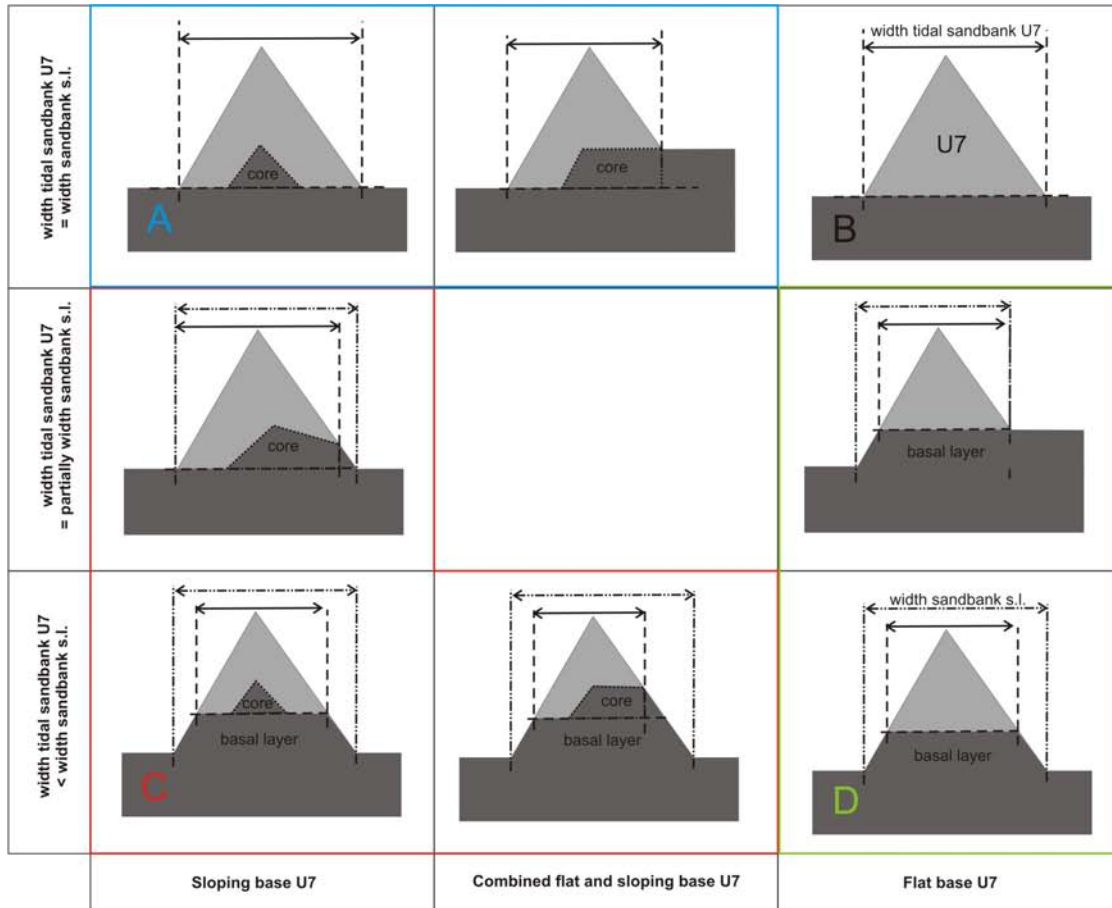 width tidal sandbank U7
= width sandbank s.l.
core
A
core
width tidal sandbank U7
U7
B
width tidal sandbank U7
= partially width sandbank s.l.
core
basal layer
width tidal sandbank U7
< width sandbank s.l.
core
basal layer
C
core
basal layer
width sandbank s.l.
basal layer
D
Sloping base U7
Combined flat and sloping base U7
Flat base U7